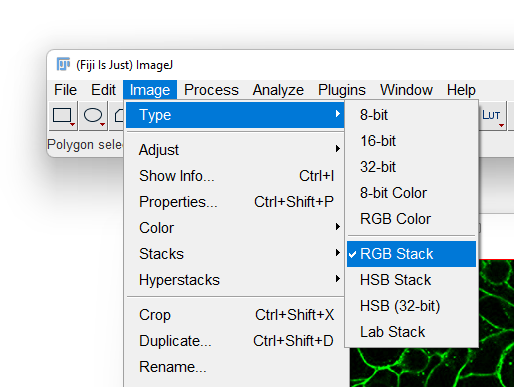 (Fiji Is Just) ImageJ
File Edit Image Process Analyze Plugins Window Help
LUT
Polygon selec
Type
Adjust
Show Info... Ctrl+I
Properties... Ctrl+Shift+P
Color
Stacks
Hyperstacks
Crop Ctrl+Shift+X
Duplicate... Ctrl+Shift+D
Rename...
8-bit
16-bit
32-bit
8-bit Color
RGB Color
RGB Stack
HSB Stack
HSB (32-bit)
Lab Stack